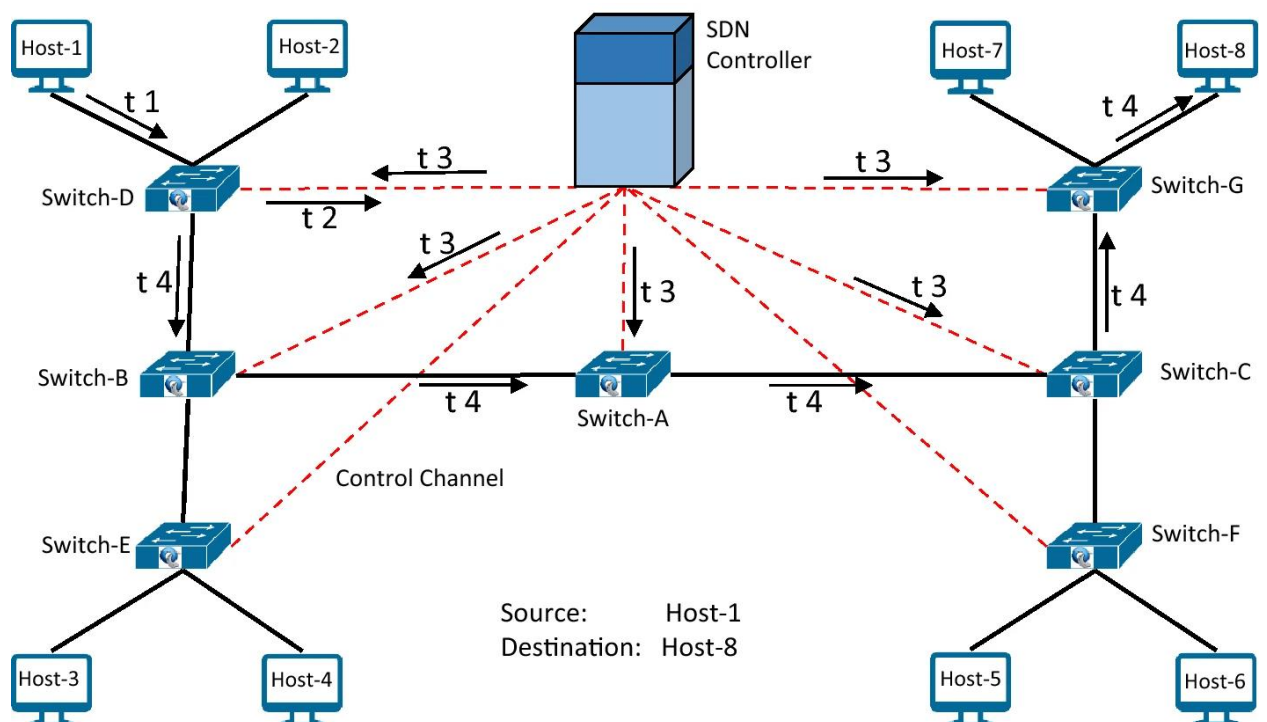 Host-1
Host-2
SDN
Controller
Host-7
Host-8
t 1
t 4
t 3
t 3
Switch-D
t 2
Switch-G
t 4
t 3
t 3
t 3
t 4
Switch-B
t 4
Switch-A
t 4
Switch-C
Control Channel
Switch-E
Switch-F
Source: Host-1
Destination: Host-8
Host-3
Host-4
Host-5
Host-6